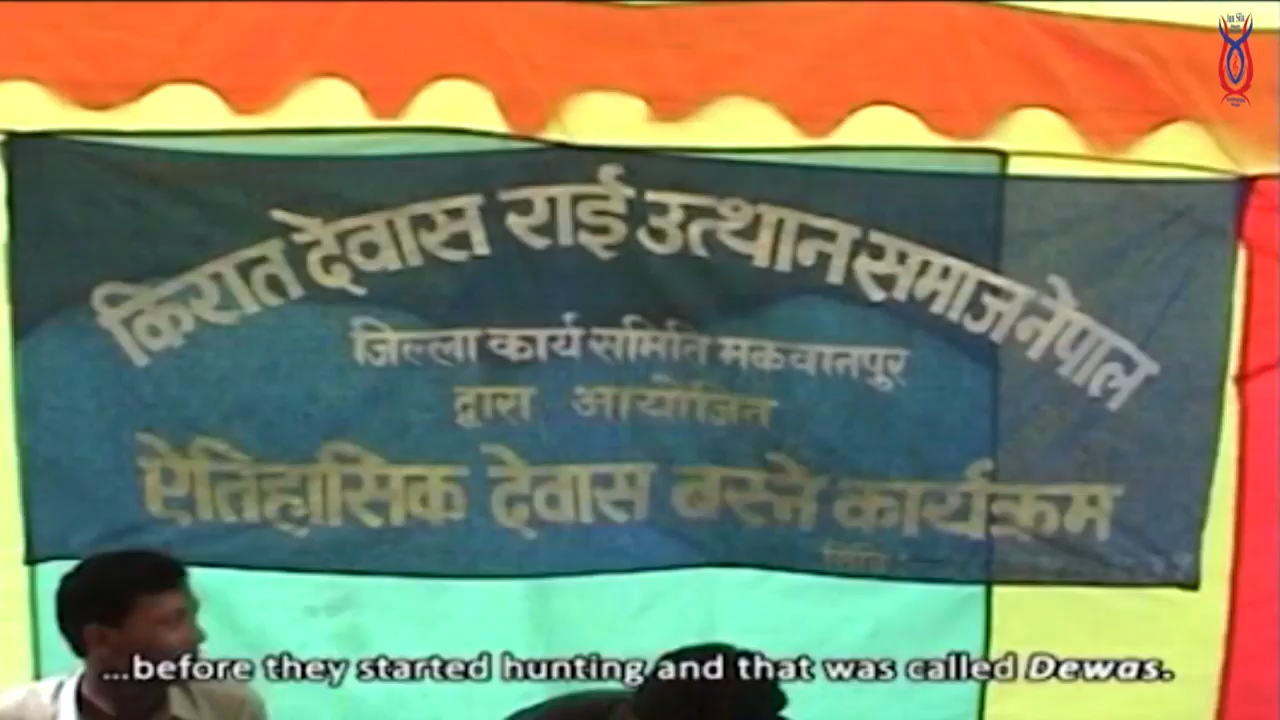 किरात देवास राई उत्थान समाज नेपाल
जिल्ला कार्य समिति मकवानपुर
द्वारा आयोजित
ऐतिहासिक देवास बस्ने कार्यक्रम
मिति :
...before they started hunting and that was called Dewas.